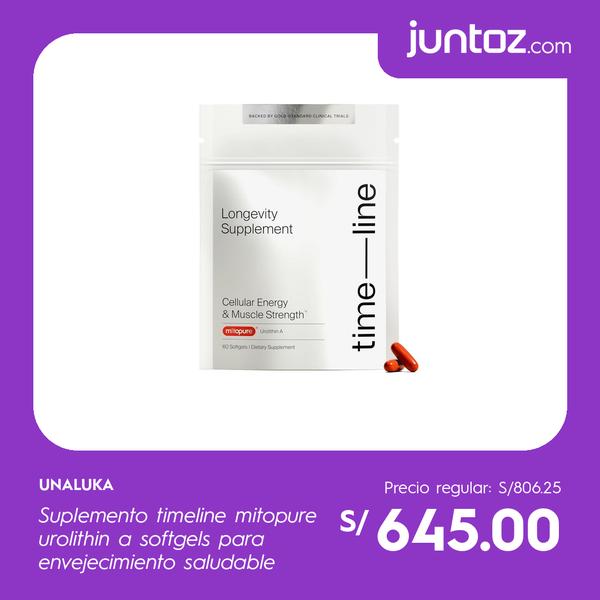 juntoz.com
BACKED BY GOLD-STANDARD CLINICAL TRIALS
Longevity
Supplement
time—line
Cellular Energy
& Muscle Strength*
mitopure® Urolithin A
60 Softgels | Dietary Supplement
UNALUKA
Suplemento timeline mitopure
urolithin a softgels para
envejecimiento saludable
Precio regular: S/806.25
S/ 645.00